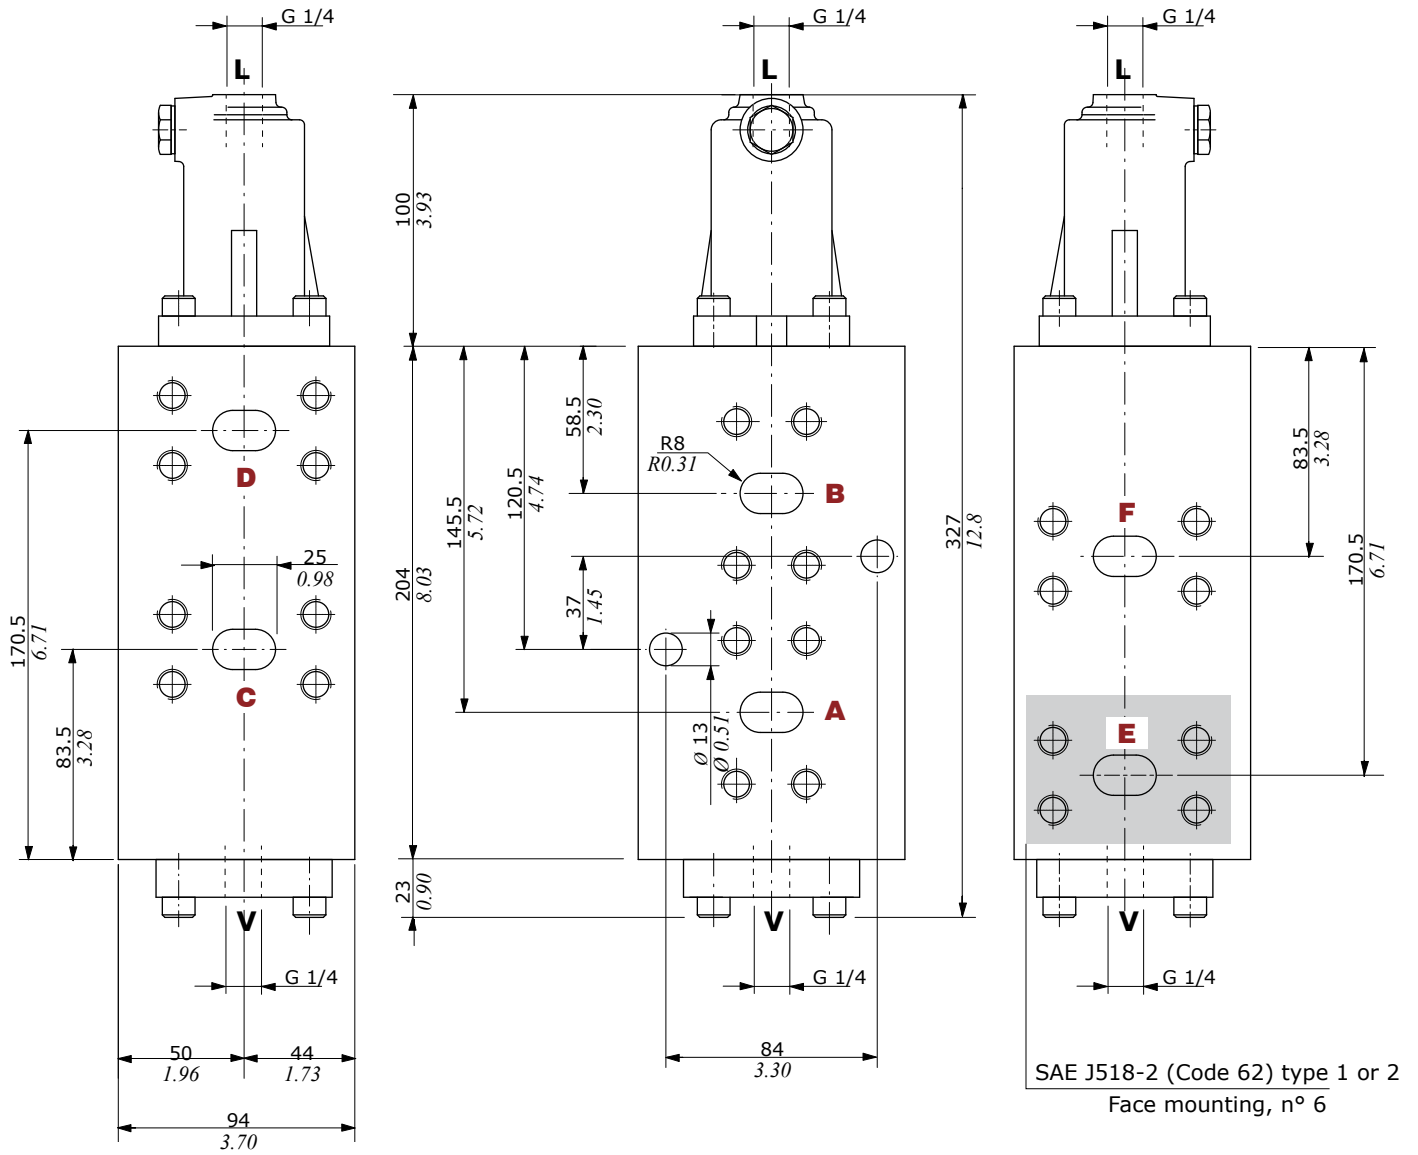 G 1/4
G 1/4
G 1/4
L
L
L
100
3.93
58.5
2.30
83.5
3.28
R8
R0.31
120.5
4.74
145.5
5.72
D
B
F
327
12.8
170.5
6.71
25
0.98
204
8.03
37
1.45
170.5
6.71
C
A
83.5
3.28
Ø 13
Ø 0.51
E
23
0.90
V
V
V
G 1/4
G 1/4
G 1/4
50
1.96
44
1.73
84
3.30
SAE J518-2 (Code 62) type 1 or 2
Face mounting, n° 6
94
3.70